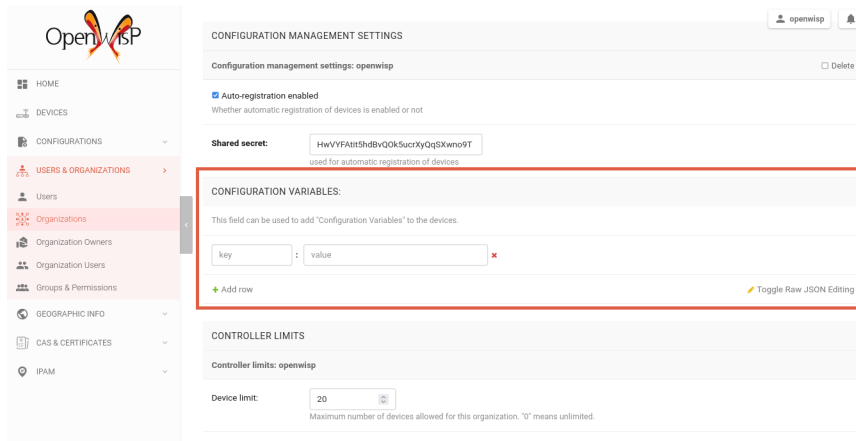 OpenWISP
openwisp
HOME
DEVICES
CONFIGURATIONS
USERS & ORGANIZATIONS
Users
Organizations
Organization Owners
Organization Users
Groups & Permissions
GEOGRAPHIC INFO
CAS & CERTIFICATES
IPAM
CONFIGURATION MANAGEMENT SETTINGS
Configuration management settings: openwisp
Delete
Auto-registration enabled
Whether automatic registration of devices is enabled or not
Shared secret:
HwVYFAtit5hdBvQOk5ucrXyQqSXwno9T
used for automatic registration of devices
CONFIGURATION VARIABLES:
This field can be used to add "Configuration Variables" to the devices.
key : value
Add row
Toggle Raw JSON Editing
CONTROLLER LIMITS
Controller limits: openwisp
Device limit:
20
Maximum number of devices allowed for this organization. "0" means unlimited.